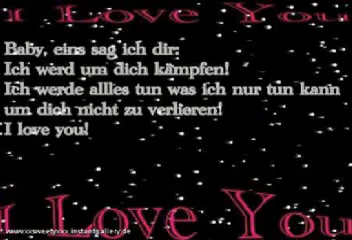 I Love You
Baby, eins sag ich dir:
Ich werd um dich kämpfen!
Ich werde allles tun was ich nur tun kann
um dich nicht zu verlieren!
I love you!
I Love You